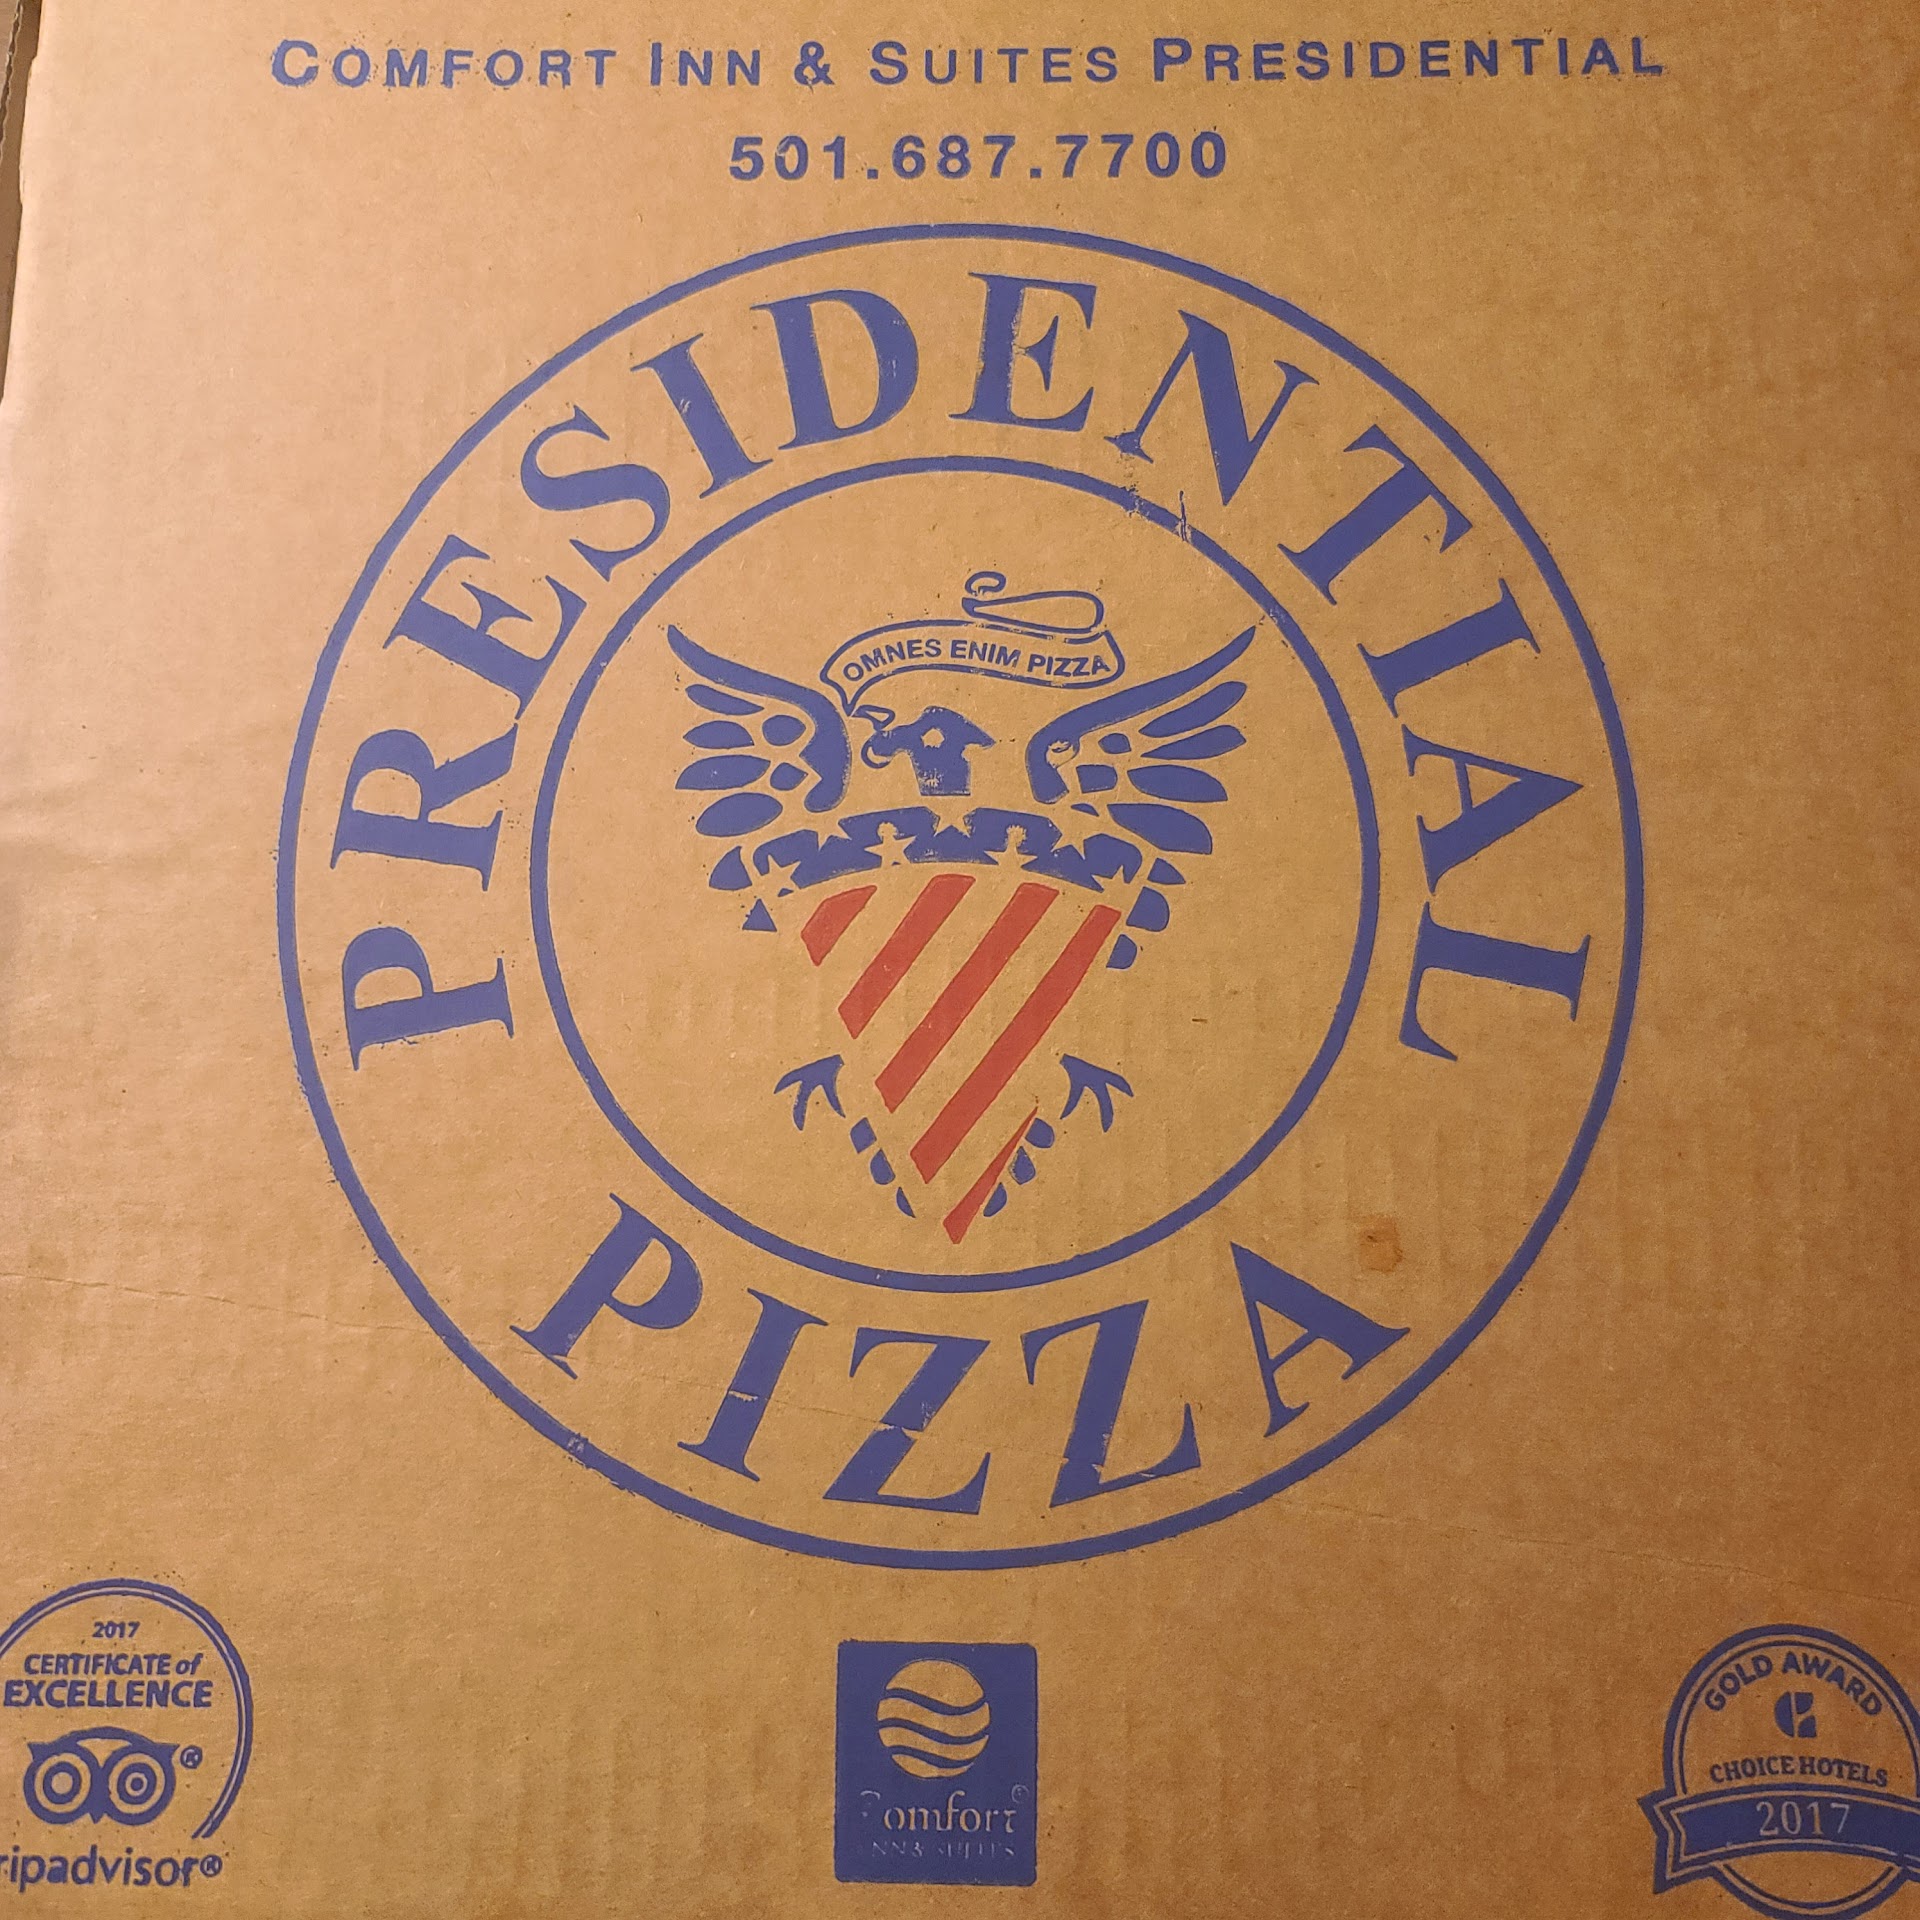 COMFORT INN & SUITES PRESIDENTIAL
501.687.7700
PRESIDENTIAL
OMNES ENIM PIZZA
PIZZA
2017
CERTIFICATE of
EXCELLENCE
ripadvisor®
omfort
GOLD AWARD
CHOICE HOTELS
2017